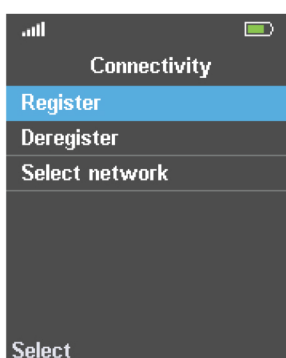 Connectivity
Register
Deregister
Select network
Select